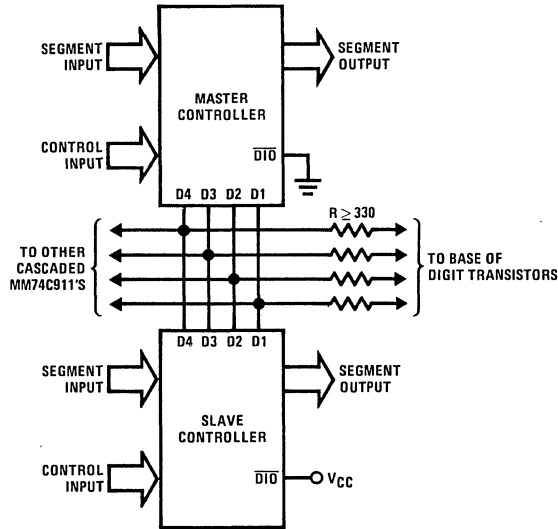 SEGMENT
INPUT
SEGMENT
OUTPUT
MASTER
CONTROLLER
CONTROL
INPUT
DIO
D4 D3 D2 D1
R ≥ 330
TO OTHER
CASCADED
MM74C911'S
TO BASE OF
DIGIT TRANSISTORS
D4 D3 D2 D1
SEGMENT
INPUT
SEGMENT
OUTPUT
SLAVE
CONTROLLER
CONTROL
INPUT
DIO
VCC